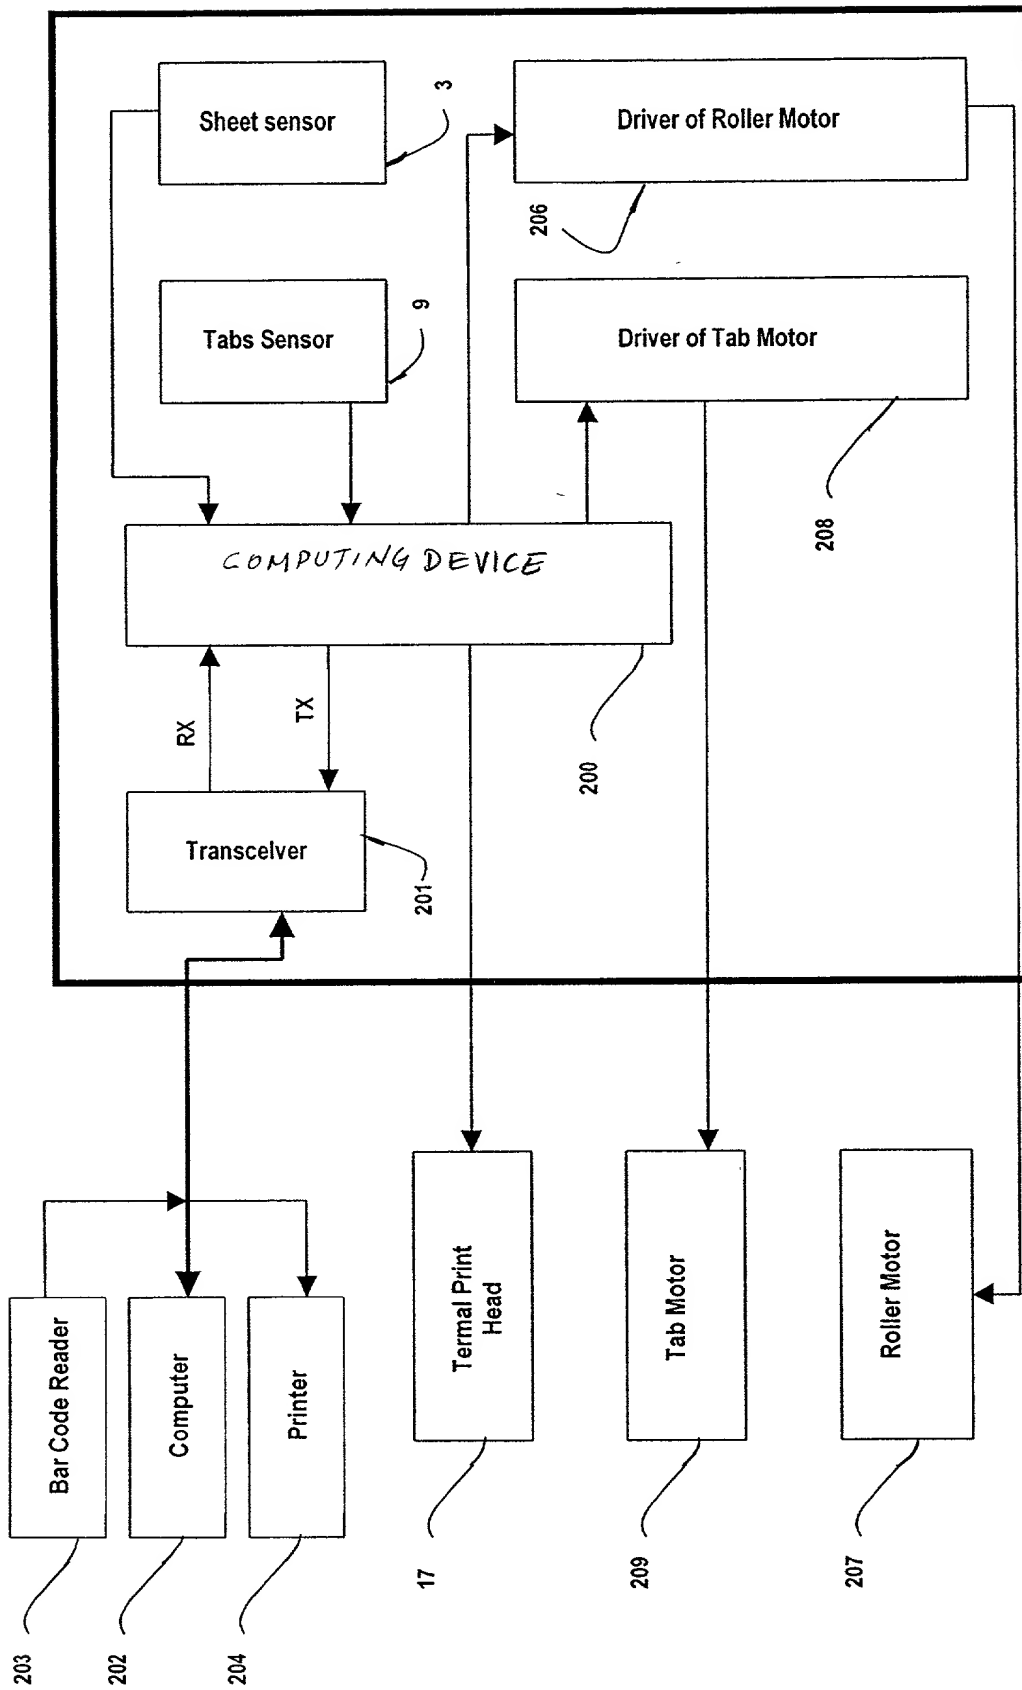 Sheet sensor
3
Driver of Roller Motor
206
Tabs Sensor
9
Driver of Tab Motor
208
COMPUTING DEVICE
200
RX
TX
Transcelver
201
Bar Code Reader
203
Computer
202
Printer
204
Termal Print
Head
17
Tab Motor
209
Roller Motor
207